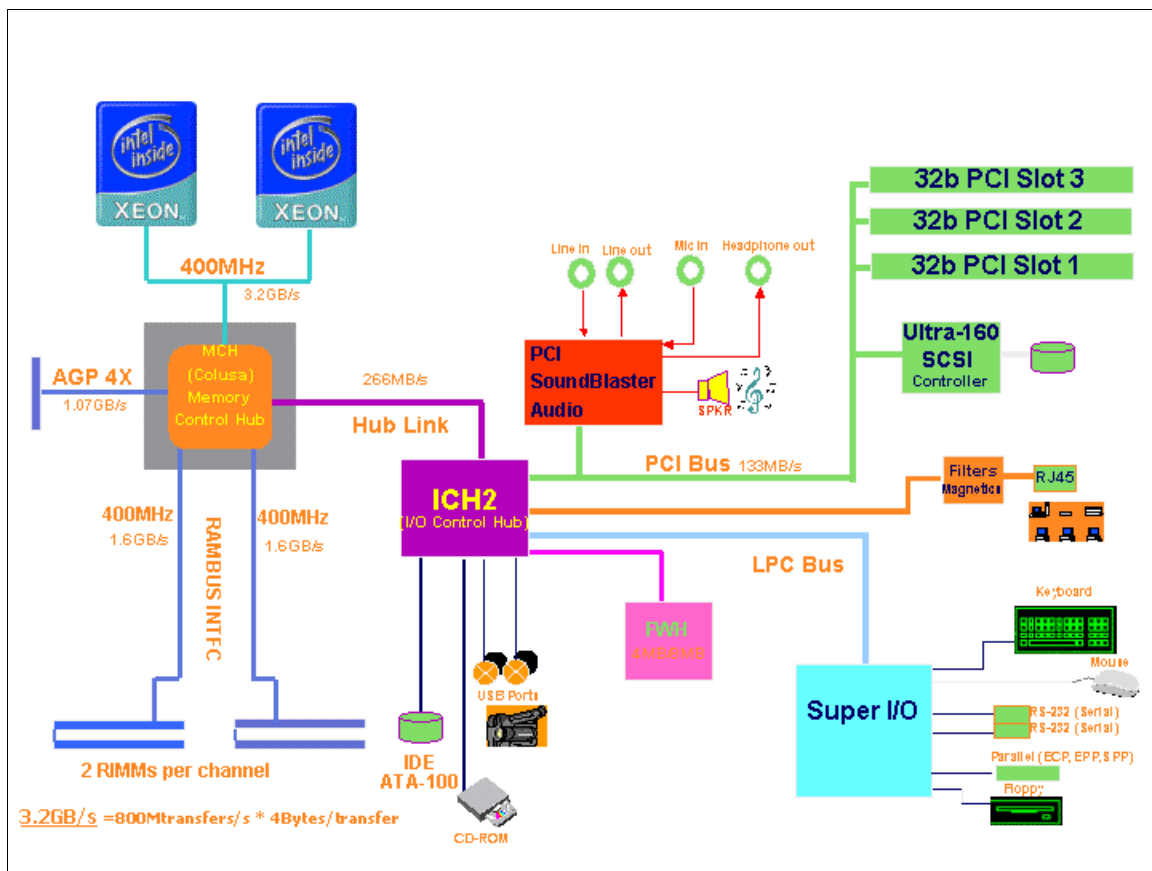 intel
inside
XEON
intel
inside
XEON
400MHz
3.2GB/s
MCH
(Colusa)
Memory
Control Hub
AGP 4X
1.07GB/s
266MB/s
Hub Link
400MHz
1.6GB/s
400MHz
1.6GB/s
RAMBUS INTFC
2 RIMMs per channel
3.2GB/s =800Mtransfers/s * 4Bytes/transfer
Line in
Line out
Mic in
Headphone out
PCI
SoundBlaster
Audio
SPKR
PCI Bus 133MB/s
32b PCI Slot 3
32b PCI Slot 2
32b PCI Slot 1
Ultra-160
SCSI
Controller
ICH2
(I/O Control Hub)
Filters
Magnetics
RJ45
LPC Bus
FWH
4MB/8MB
USB Ports
IDE
ATA-100
CD-ROM
Super I/O
Keyboard
Mouse
RS-232 (Serial)
RS-232 (Serial)
Parallel (ECP, EPP,SPP)
Floppy